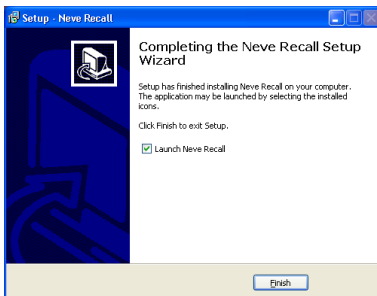 Setup - Neve Recall
Completing the Neve Recall Setup
Wizard
Setup has finished installing Neve Recall on your computer.
The application may be launched by selecting the installed
icons.
Click Finish to exit Setup.
Launch Neve Recall
Finish